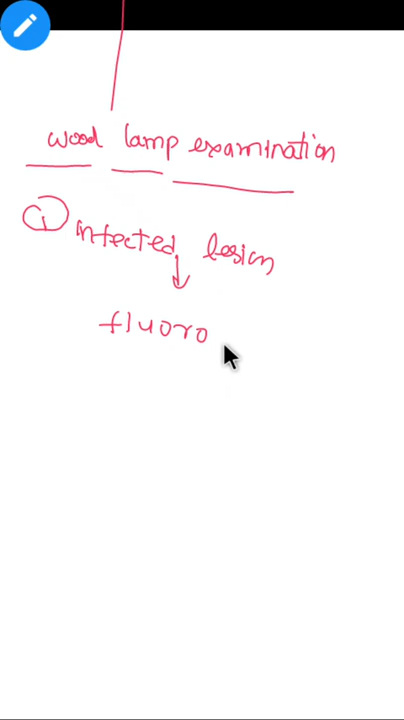 wood lamp examination
① infected lesion
↓
fluoro